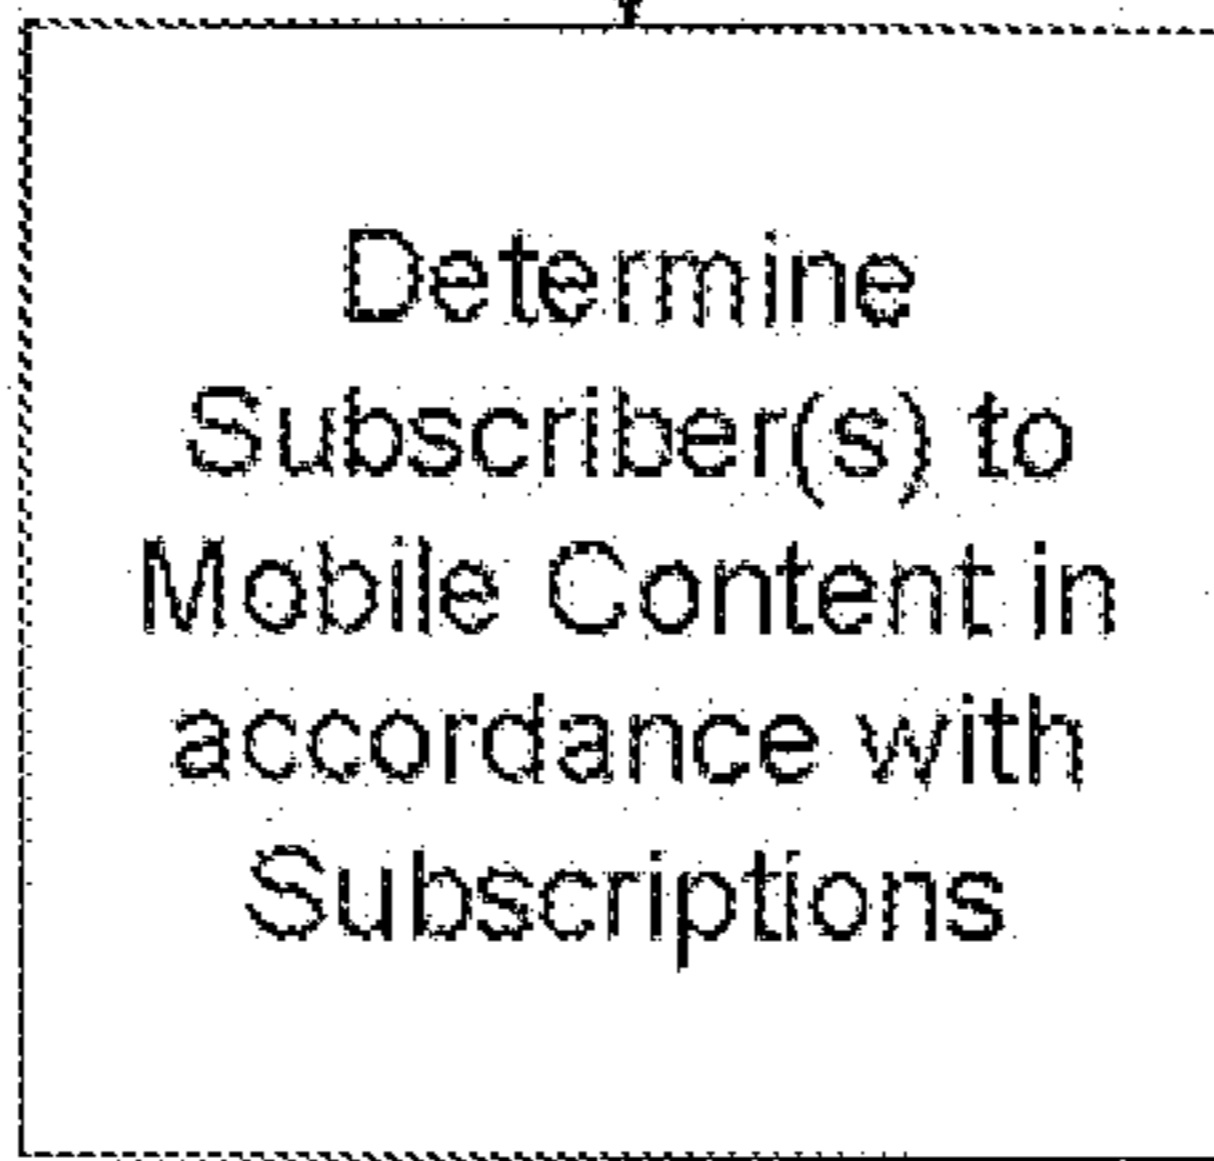 Determine
Subscriber(s) to
Mobile Content in
accordance with
Subscriptions